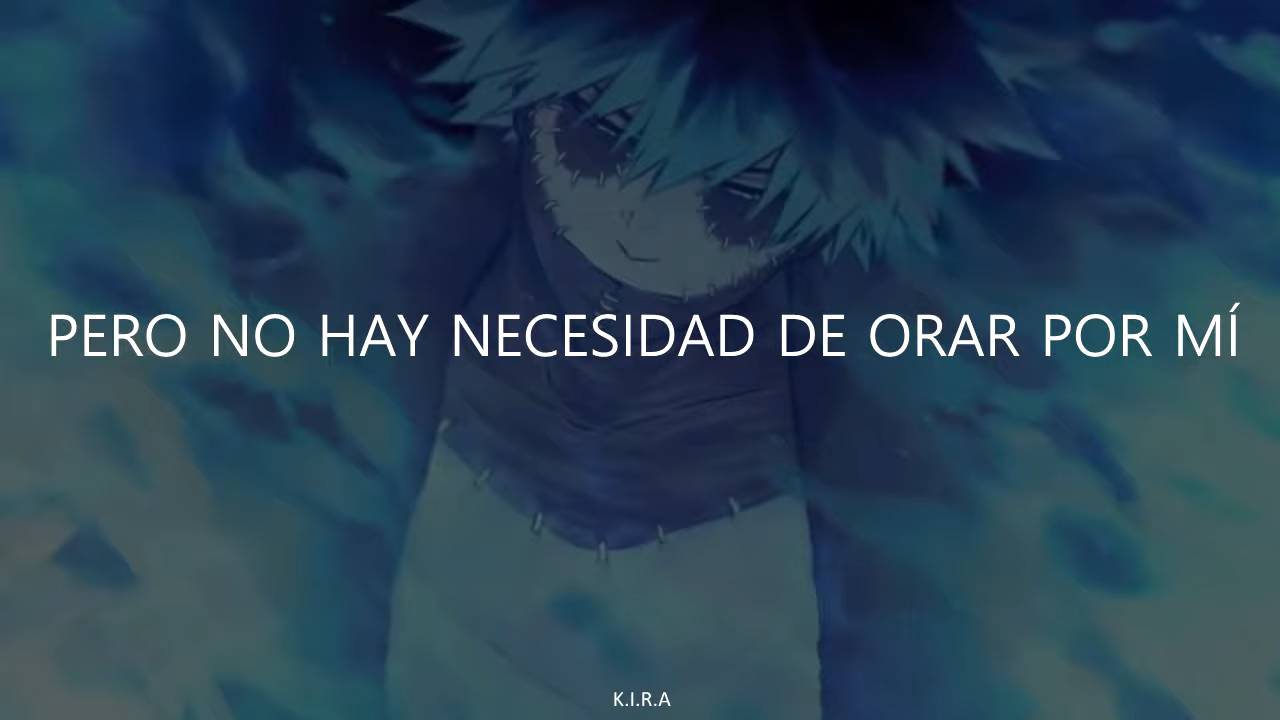 PERO NO HAY NECESIDAD DE ORAR POR MÍ
K.I.R.A